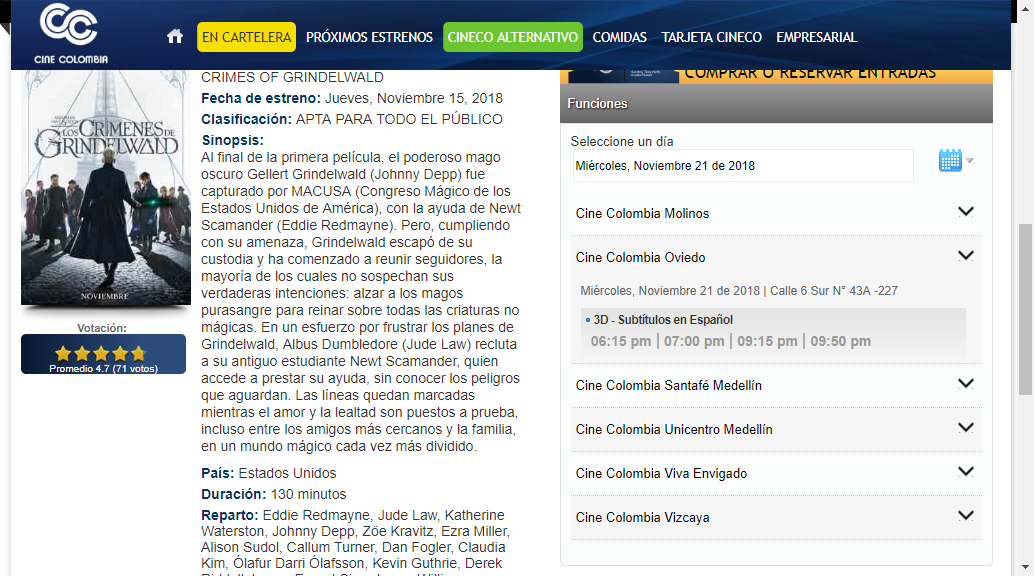 CINE COLOMBIA
EN CARTELERA PRÓXIMOS ESTRENOS CINECO ALTERNATIVO COMIDAS TARJETA CINECO EMPRESARIAL
LOS CRÍMENES DE
GRINDELWALD
NOVIEMBRE
Votación:
Promedio 4.7 (71 votos)
CRIMES OF GRINDELWALD
Fecha de estreno: Jueves, Noviembre 15, 2018
Clasificación: APTA PARA TODO EL PÚBLICO
Sinopsis:
Al final de la primera película, el poderoso mago
oscuro Gellert Grindelwald (Johnny Depp) fue
capturado por MACUSA (Congreso Mágico de los
Estados Unidos de América), con la ayuda de Newt
Scamander (Eddie Redmayne). Pero, cumpliendo
con su amenaza, Grindelwald escapó de su
custodia y ha comenzado a reunir seguidores, la
mayoría de los cuales no sospechan sus
verdaderas intenciones: alzar a los magos
purasangre para reinar sobre todas las criaturas no
mágicas. En un esfuerzo por frustrar los planes de
Grindelwald, Albus Dumbledore (Jude Law) recluta
a su antiguo estudiante Newt Scamander, quien
accede a prestar su ayuda, sin conocer los peligros
que aguardan. Las líneas quedan marcadas
mientras el amor y la lealtad son puestos a prueba,
incluso entre los amigos más cercanos y la familia,
en un mundo mágico cada vez más dividido.
País: Estados Unidos
Duración: 130 minutos
Reparto: Eddie Redmayne, Jude Law, Katherine
Waterston, Johnny Depp, Zöe Kravitz, Ezra Miller,
Alison Sudol, Callum Turner, Dan Fogler, Claudia
Kim, Ólafur Darri Ólafsson, Kevin Guthrie, Derek
COMPRAR O RESERVAR ENTRADAS
Funciones
Seleccione un día
Miércoles, Noviembre 21 de 2018
Cine Colombia Molinos
Cine Colombia Oviedo
Miércoles, Noviembre 21 de 2018 | Calle 6 Sur N° 43A -227
3D - Subtítulos en Español
06:15 pm | 07:00 pm | 09:15 pm | 09:50 pm
Cine Colombia Santafé Medellín
Cine Colombia Unicentro Medellín
Cine Colombia Viva Envigado
Cine Colombia Vizcaya